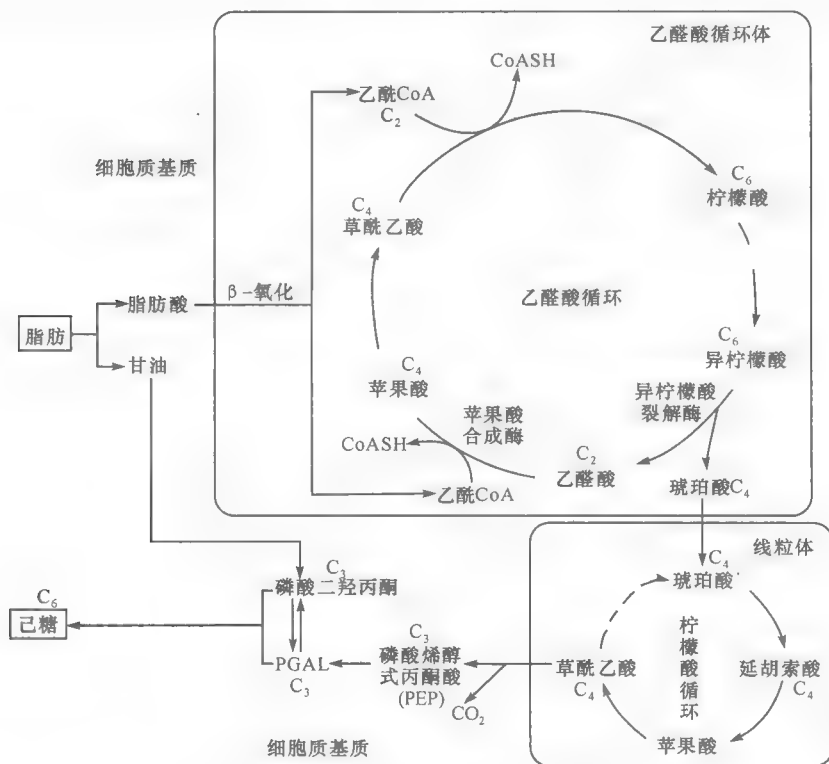 乙醛酸循环体
CoASH
乙酰CoA
C₂
细胞质基质
C₆
柠檬酸
C₄
草酰乙酸
β-氧化
乙醛酸循环
脂肪酸
脂肪
甘油
C₆
异柠檬酸
C₄
苹果酸
异柠檬酸
裂解酶
苹果酸
合成酶
CoASH
C₂
乙醛酸
乙酰CoA
琥珀酸C₄
线粒体
C₃
磷酸二羟丙酮
C₄
琥珀酸
C₆
己糖
C₃
磷酸烯醇
式丙酮酸
(PEP)
PGAL
C₃
柠檬酸循环
草酰乙酸
C₄
延胡索酸
C₄
CO₂
苹果酸
细胞质基质